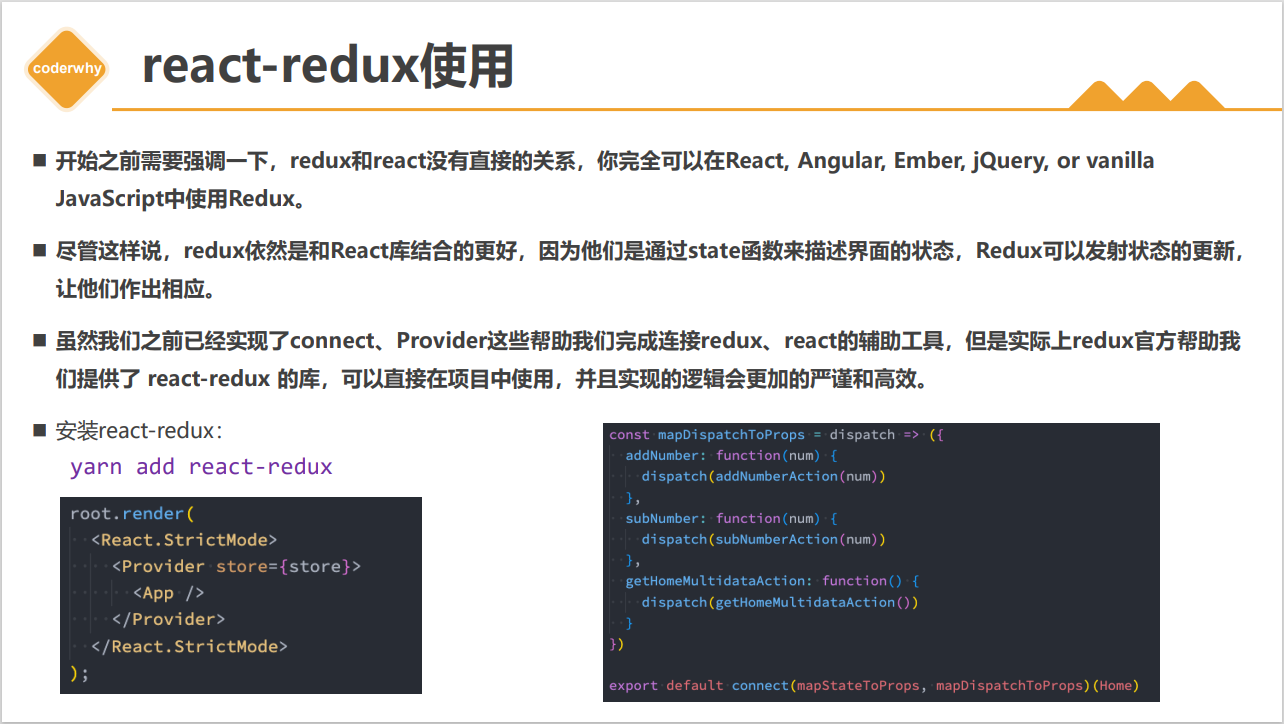 coderwhy
react-redux使用
■ 开始之前需要强调一下，redux和react没有直接的关系，你完全可以在React, Angular, Ember, jQuery, or vanilla
JavaScript中使用Redux。
■ 尽管这样说，redux依然是和React库结合的更好，因为他们是通过state函数来描述界面的状态，Redux可以发射状态的更新，
让他们作出相应。
■ 虽然我们之前已经实现了connect、Provider这些帮助我们完成连接redux、react的辅助工具，但是实际上redux官方帮助我
们提供了 react-redux 的库，可以直接在项目中使用，并且实现的逻辑会更加的严谨和高效。
■ 安装react-redux：
yarn add react-redux
root.render(
  <React.StrictMode>
    <Provider store={store}>
      <App />
    </Provider>
  </React.StrictMode>
);
const mapDispatchToProps = dispatch => ({
  addNumber: function(num) {
    dispatch(addNumberAction(num))
  },
  subNumber: function(num) {
    dispatch(subNumberAction(num))
  },
  getHomeMultidataAction: function() {
    dispatch(getHomeMultidataAction())
  }
})
export default connect(mapStateToProps, mapDispatchToProps)(Home)